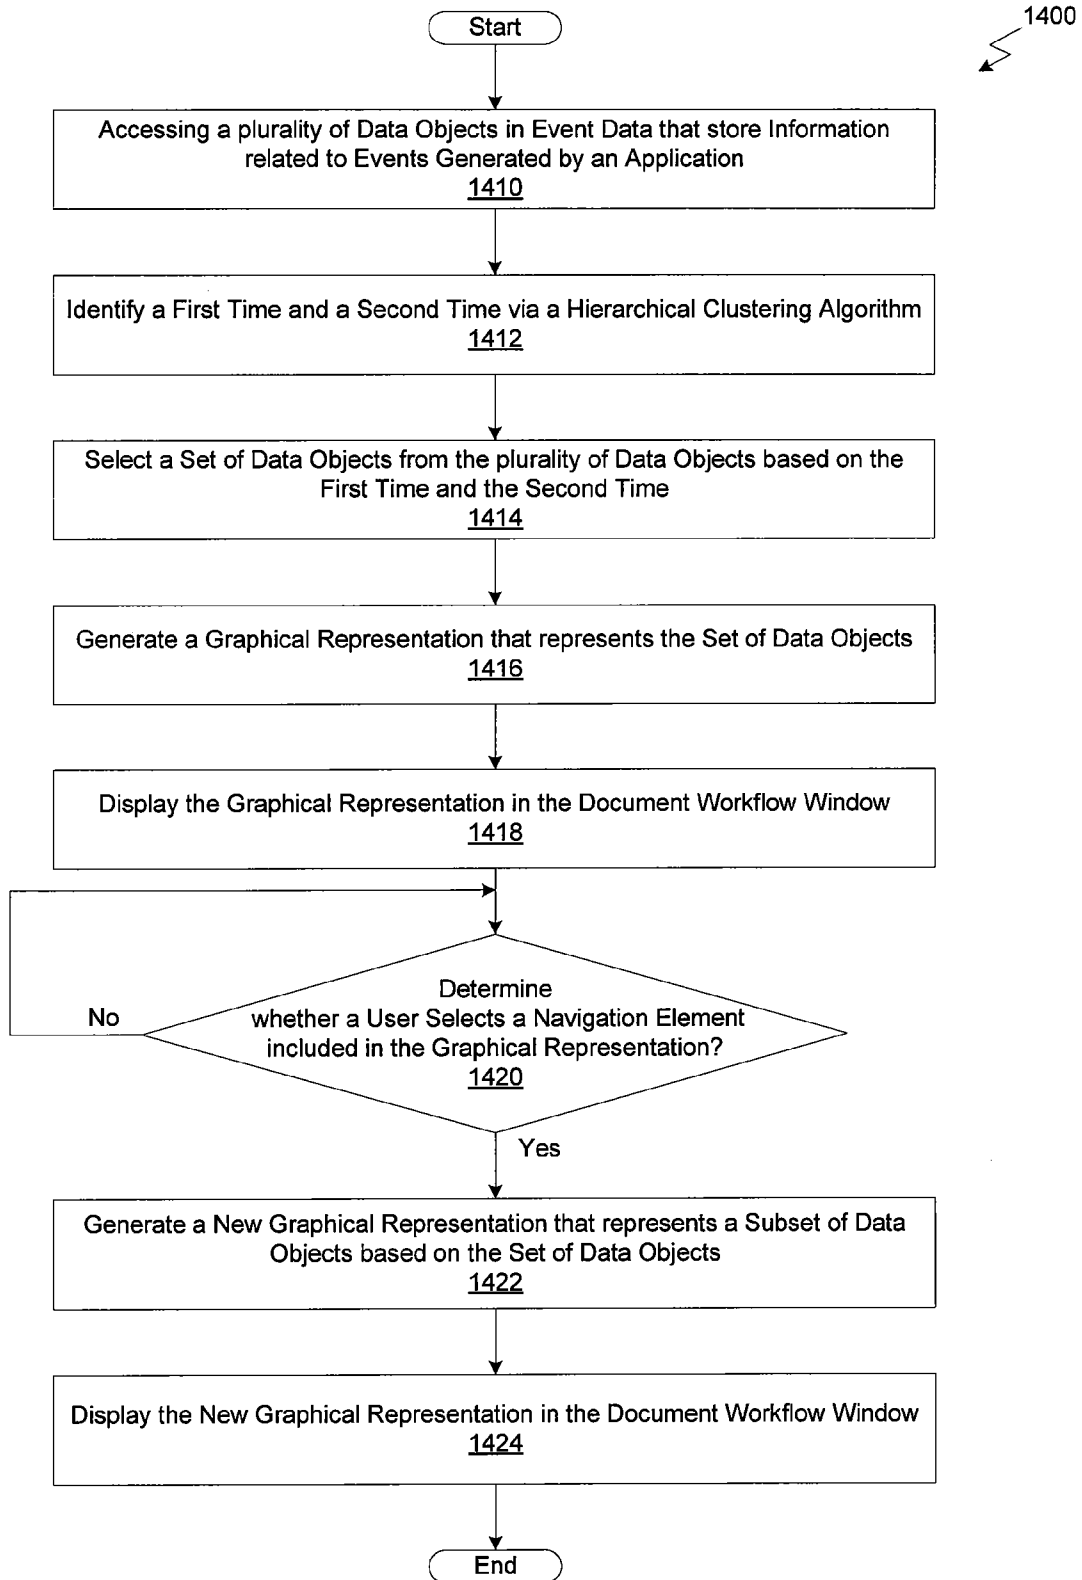 1400
Start
Accessing a plurality of Data Objects in Event Data that store Information
related to Events Generated by an Application
1410
Identify a First Time and a Second Time via a Hierarchical Clustering Algorithm
1412
Select a Set of Data Objects from the plurality of Data Objects based on the
First Time and the Second Time
1414
Generate a Graphical Representation that represents the Set of Data Objects
1416
Display the Graphical Representation in the Document Workflow Window
1418
Determine
whether a User Selects a Navigation Element
included in the Graphical Representation?
1420
No
Yes
Generate a New Graphical Representation that represents a Subset of Data
Objects based on the Set of Data Objects
1422
Display the New Graphical Representation in the Document Workflow Window
1424
End